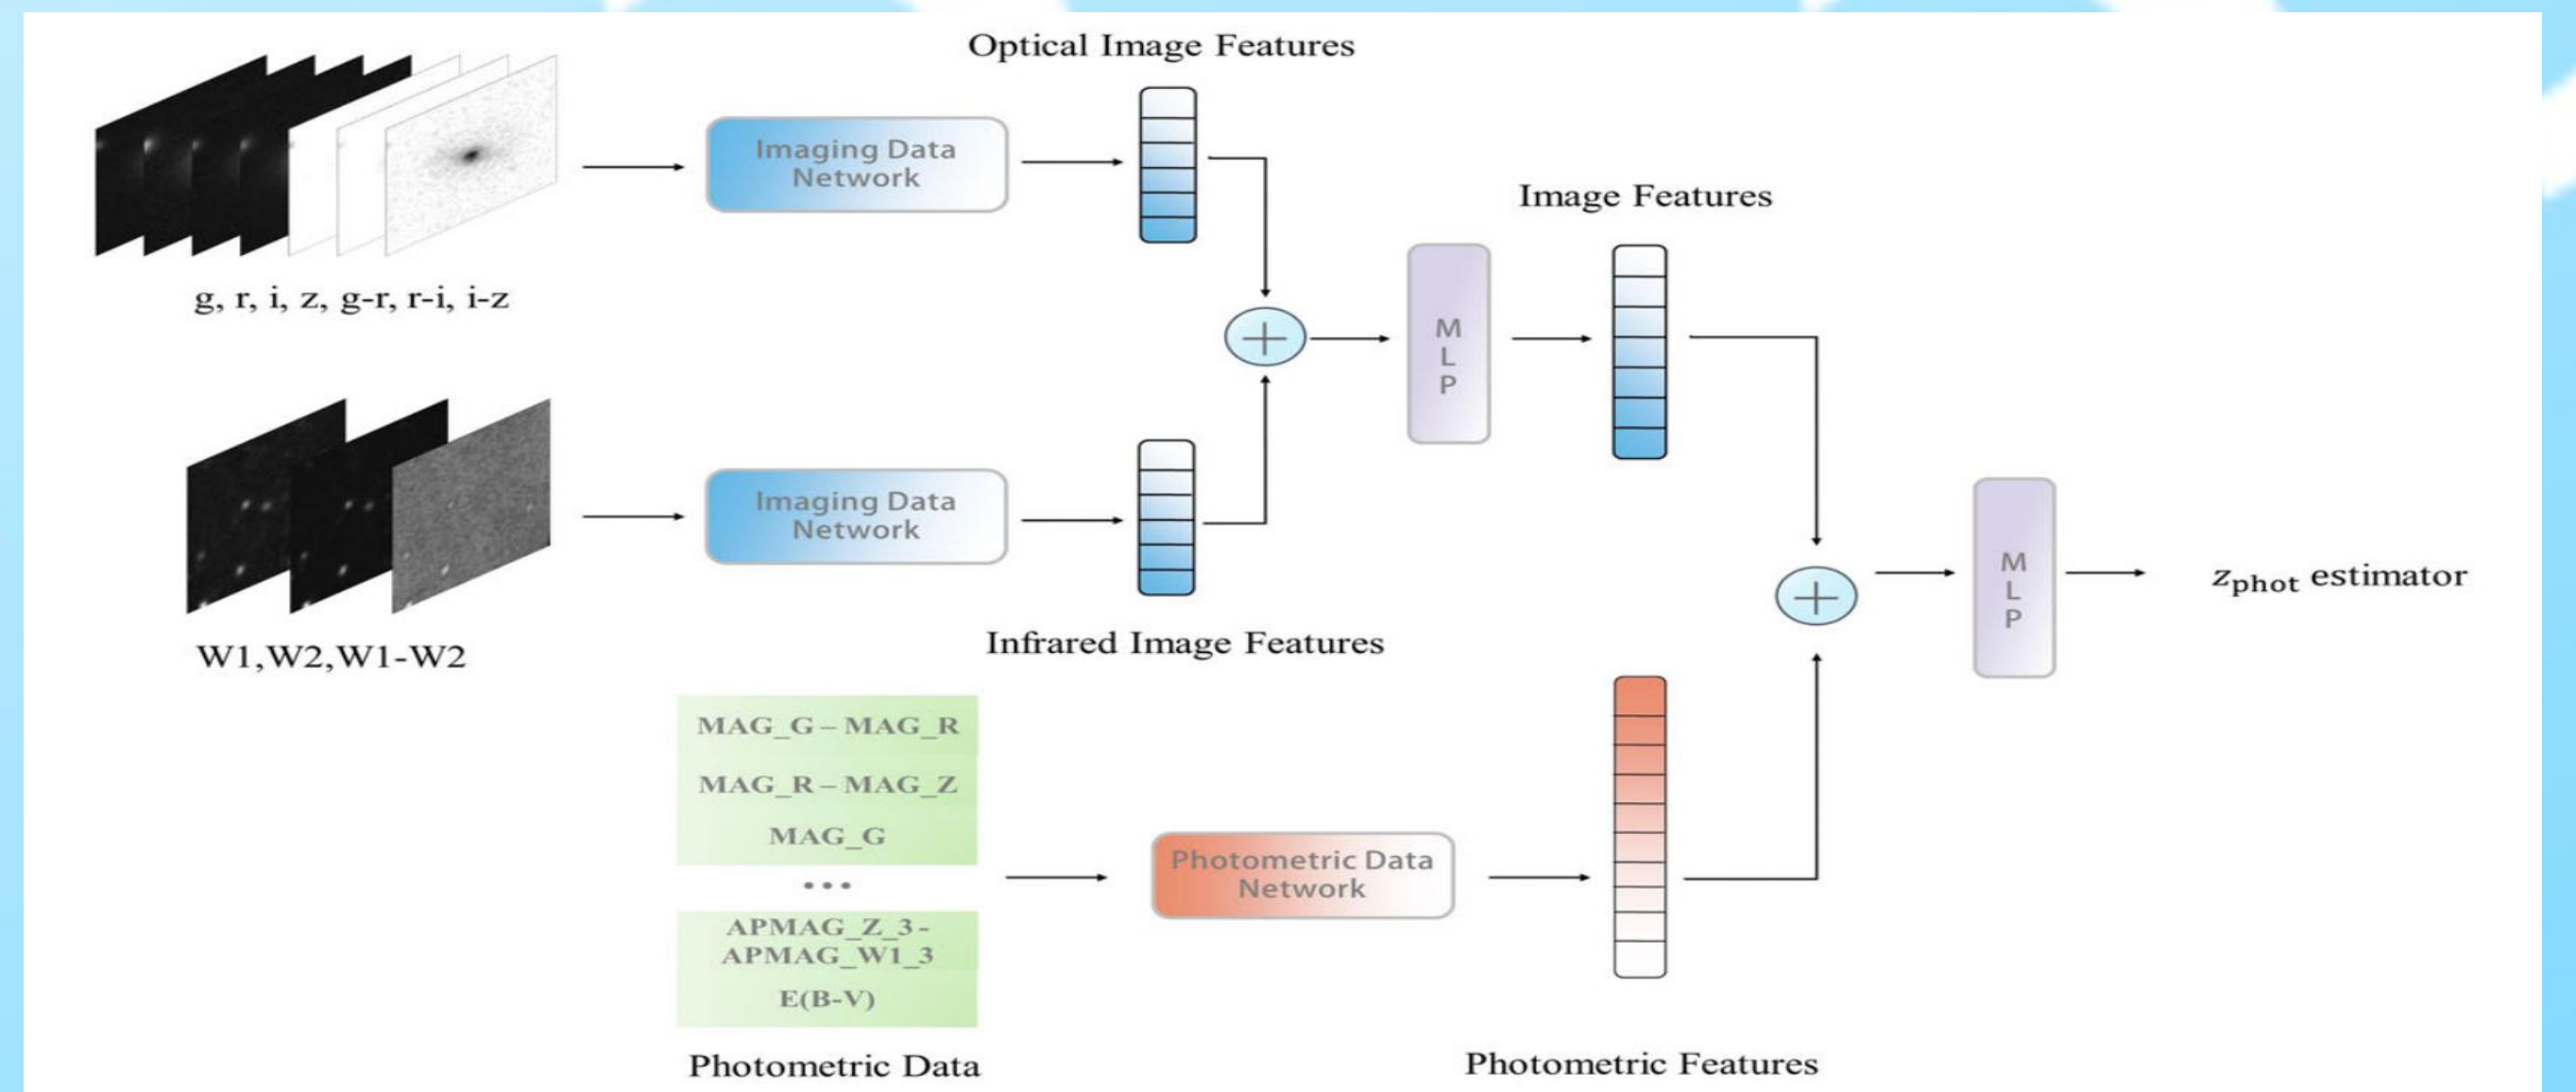 Optical Image Features
Imaging Data
Network
g, r, i, z, g-r, r-i, i-z
Image Features
M
L
P
Imaging Data
Network
W1,W2,W1-W2
Infrared Image Features
M
L
P
z_phot estimator
MAG_G – MAG_R
MAG_R – MAG_Z
MAG_G
...
APMAG_Z_3-
APMAG_W1_3
E(B-V)
Photometric Data
Network
Photometric Data
Photometric Features